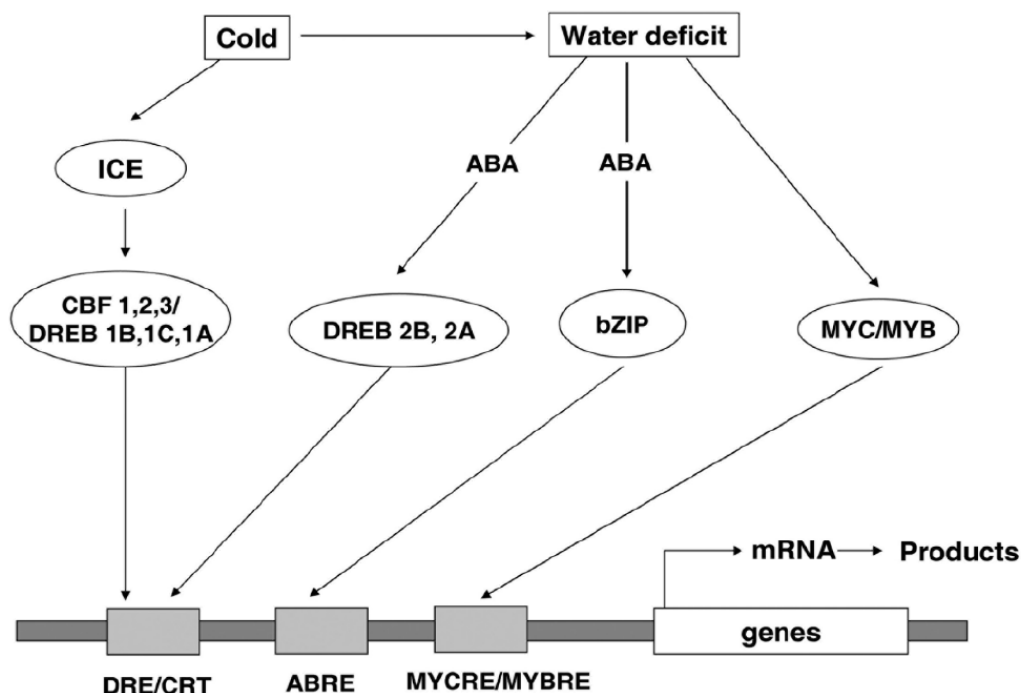 Cold
Water deficit
ICE
ABA
ABA
CBF 1,2,3/
DREB 1B,1C,1A
DREB 2B, 2A
bZIP
MYC/MYB
mRNA
Products
genes
DRE/CRT
ABRE
MYCRE/MYBRE